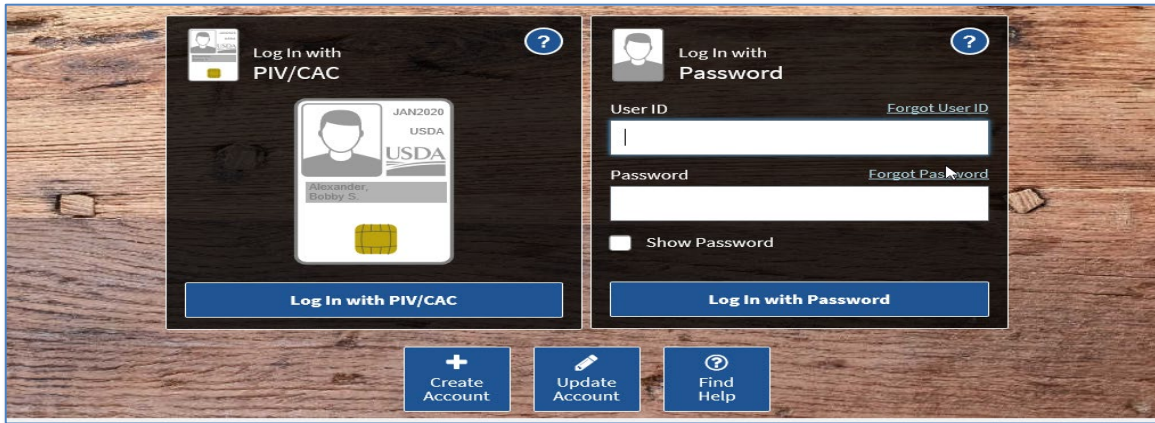 Log In with
PIV/CAC
?
JAN2020
USDA
USDA
Alexander,
Bobby S.
Log In with PIV/CAC
Log In with
Password
?
User ID
Forgot User ID
Password
Forgot Password
Show Password
Log In with Password
Create
Account
Update
Account
?
Find
Help